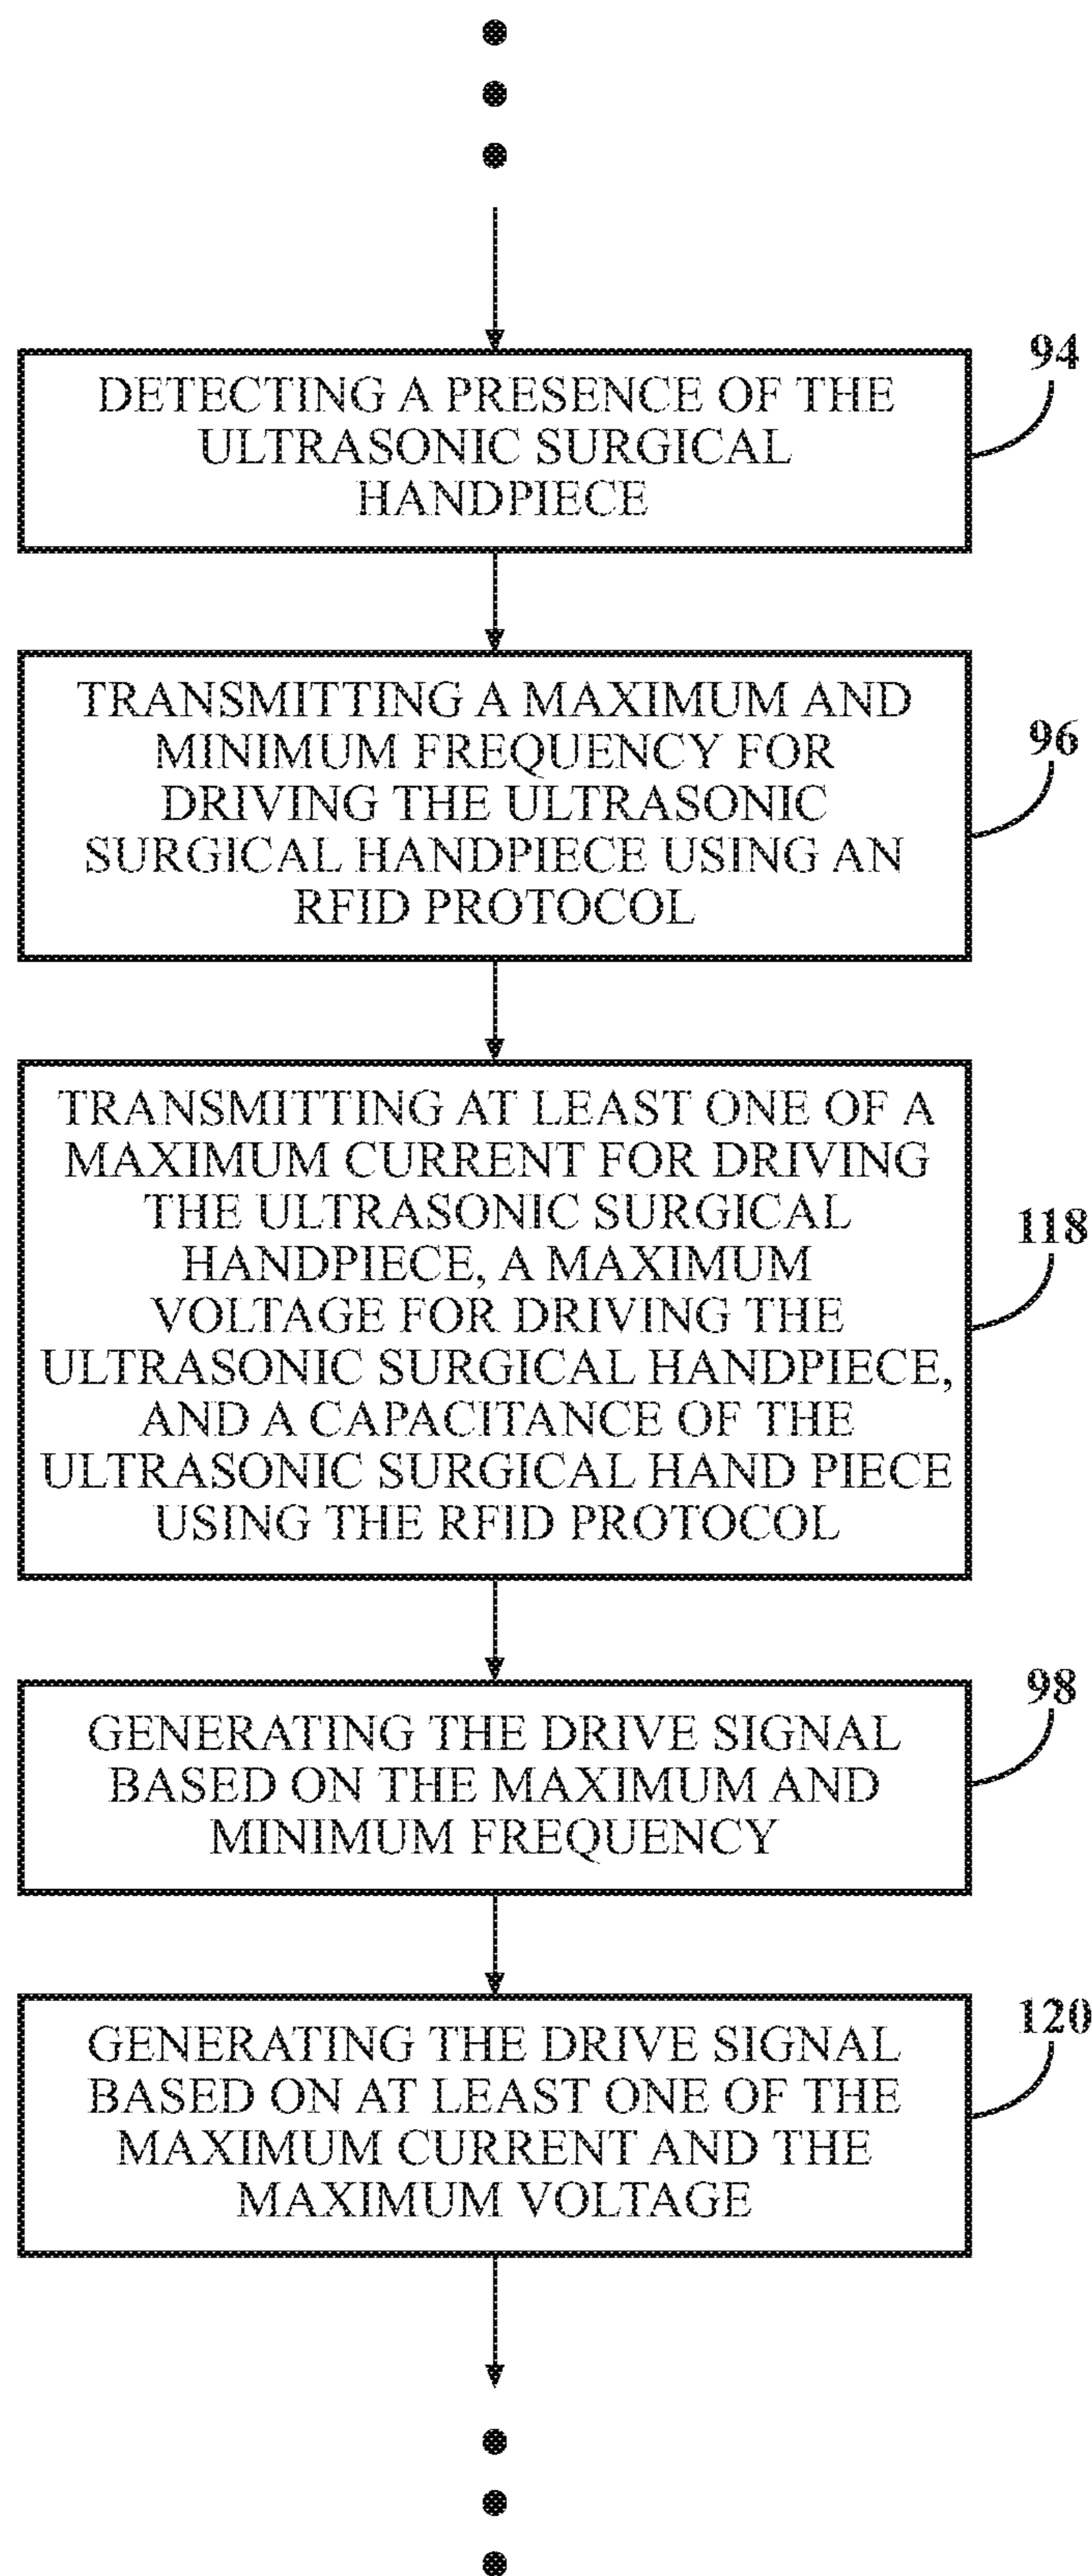 94
DETECTING A PRESENCE OF THE
ULTRASONIC SURGICAL
HANDPIECE
96
TRANSMITTING A MAXIMUM AND
MINIMUM FREQUENCY FOR
DRIVING THE ULTRASONIC
SURGICAL HANDPIECE USING AN
RFID PROTOCOL
118
TRANSMITTING AT LEAST ONE OF A
MAXIMUM CURRENT FOR DRIVING
THE ULTRASONIC SURGICAL
HANDPIECE, A MAXIMUM
VOLTAGE FOR DRIVING THE
ULTRASONIC SURGICAL HANDPIECE,
AND A CAPACITANCE OF THE
ULTRASONIC SURGICAL HAND PIECE
USING THE RFID PROTOCOL
98
GENERATING THE DRIVE SIGNAL
BASED ON THE MAXIMUM AND
MINIMUM FREQUENCY
120
GENERATING THE DRIVE SIGNAL
BASED ON AT LEAST ONE OF THE
MAXIMUM CURRENT AND THE
MAXIMUM VOLTAGE